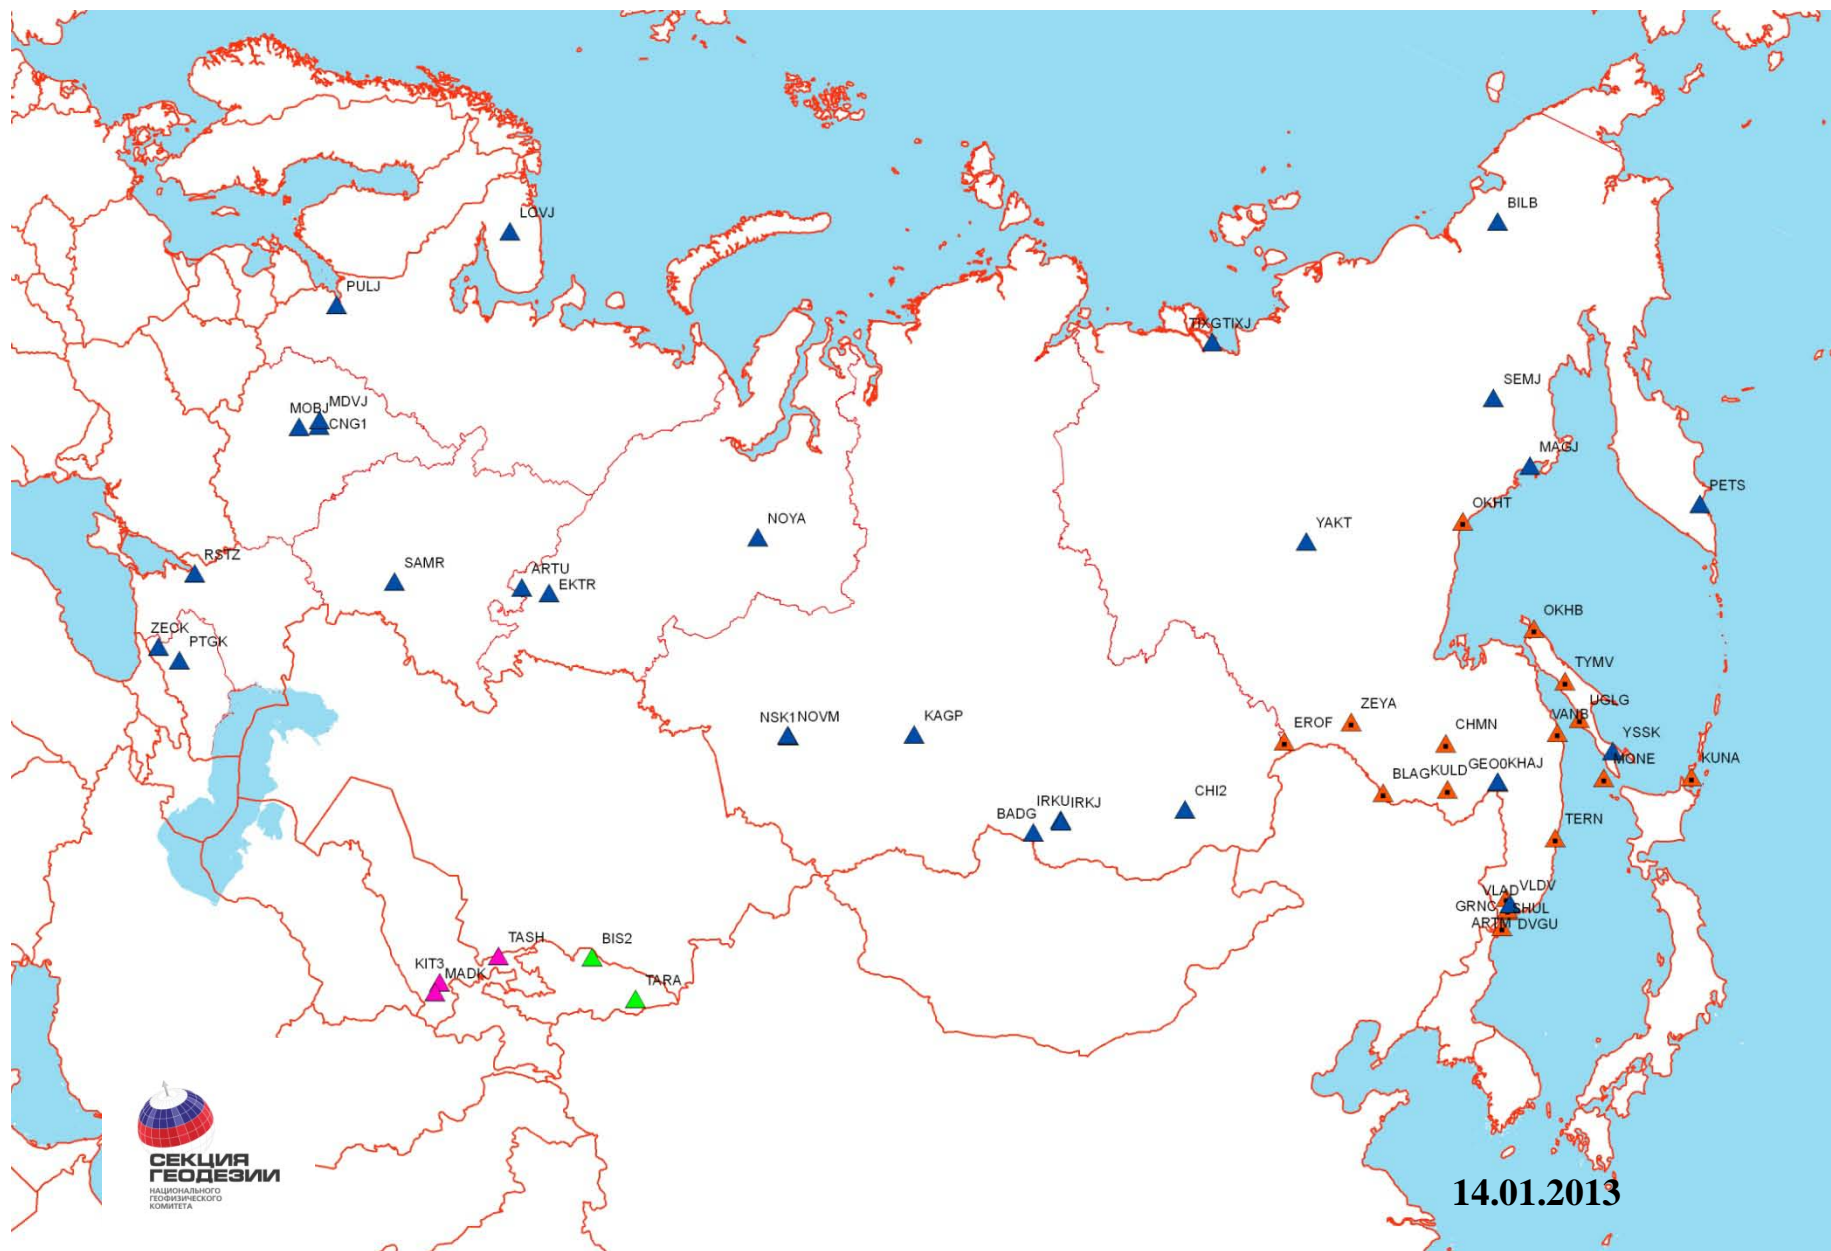 LOVJ
BILB
PULJ
TIXGTIXJ
SEMJ
MOBJ
MDVJ
CNG1
MAGJ
PETS
OKHT
NOYA
YAKT
RSTZ
SAMR
ARTU
EKTR
OKHB
ZECK
PTGK
TYMV
UGLG
NSK1NOVM
KAGP
EROF
ZEYA
CHMN
VANB
YSSK
MONE
KUNA
BLAG
KULD
GEO0KHAJ
CHI2
BADG
IRKUIRKJ
TERN
VLAD
VLDV
GRNC
SHUL
ARTM
DVGU
TASH
BIS2
KIT3
MADK
TARA
СЕКЦИЯ
ГЕОДЕЗИИ
НАЦИОНАЛЬНОГО
ГЕОФИЗИЧЕСКОГО
КОМИТЕТА
14.01.2013